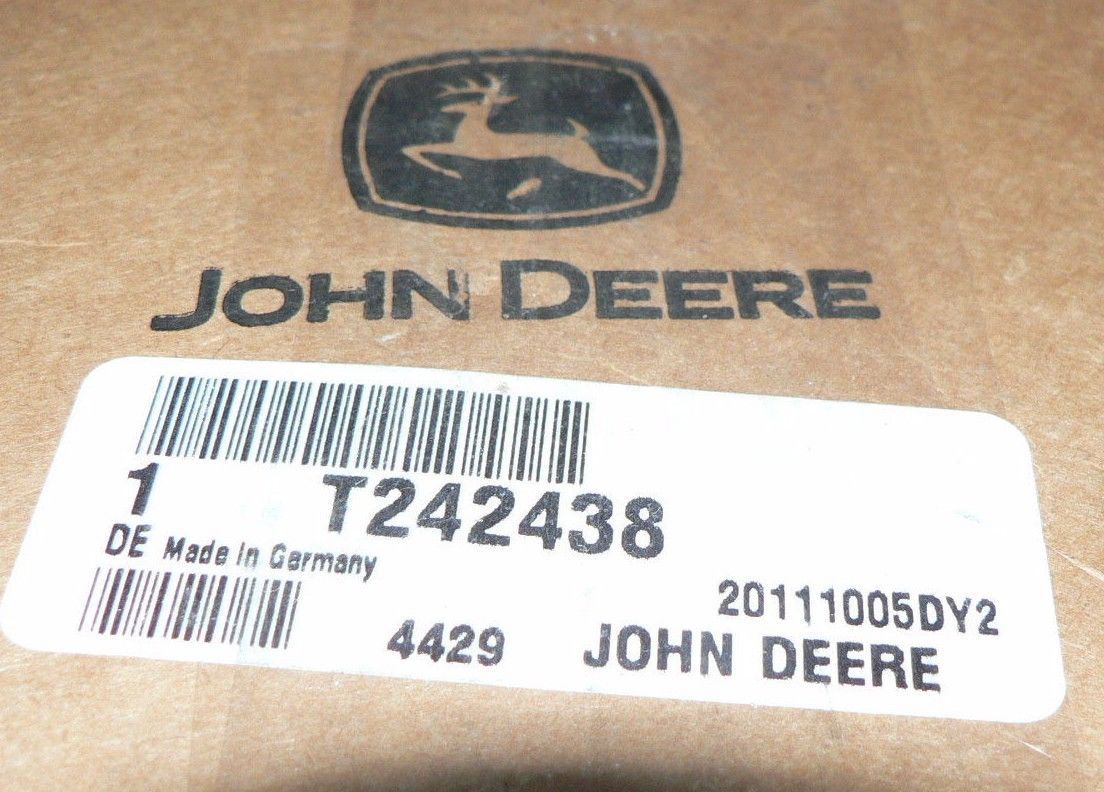 JOHN DEERE
1 T242438
DE Made in Germany
20111005DY2
4429 JOHN DEERE